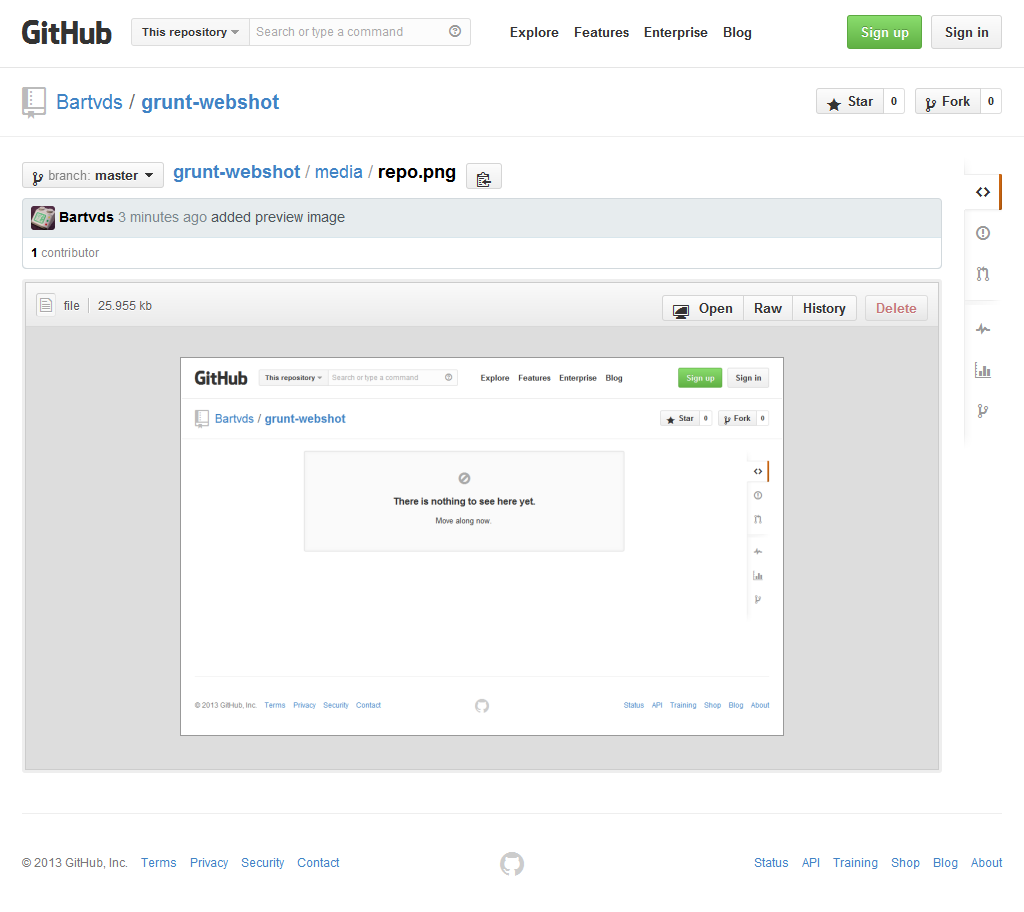 GitHub This repository Search or type a command Explore Features Enterprise Blog Sign up Sign in
Bartvds / grunt-webshot Star 0 Fork 0
branch: master grunt-webshot / media / repo.png
Bartvds 3 minutes ago added preview image
1 contributor
file 25.955 kb Open Raw History Delete
GitHub This repository Search or type a command Explore Features Enterprise Blog Sign up Sign in
Bartvds / grunt-webshot Star 0 Fork 0
There is nothing to see here yet.
Move along now.
© 2013 GitHub, Inc. Terms Privacy Security Contact Status API Training Shop Blog About
© 2013 GitHub, Inc. Terms Privacy Security Contact Status API Training Shop Blog About